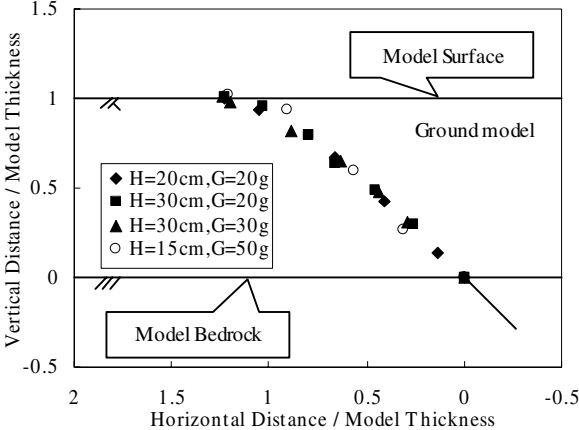 1.5
Model Surface
1
Ground model
H=20cm,G=20g
H=30cm,G=20g
0.5
H=30cm,G=30g
H=15cm,G=50g
0
Model Bedrock
-0.5
2 1.5 1 0.5 0 -0.5
Horizontal Distance / Model Thickness
Vertical Distance / Model Thickness